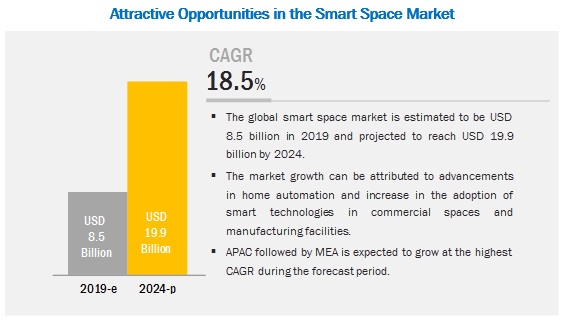 Attractive Opportunities in the Smart Space Market
CAGR
18.5%
▪ The global smart space market is estimated to be USD
8.5 billion in 2019 and projected to reach USD 19.9
billion by 2024.
▪ The market growth can be attributed to advancements
in home automation and increase in the adoption of
smart technologies in commercial spaces and
manufacturing facilities.
▪ APAC followed by MEA is expected to grow at the highest
CAGR during the forecast period.
USD
8.5
Billion
USD
19.9
Billion
2019-e
2024-p